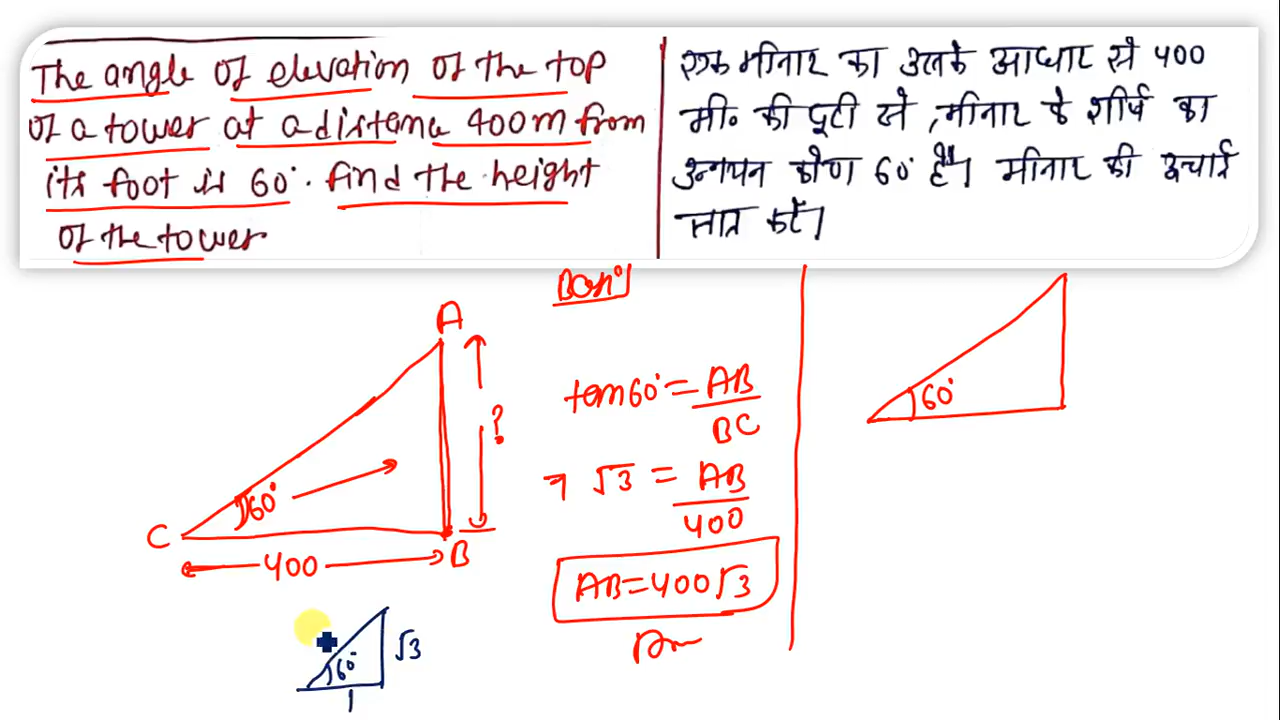 The angle of elevation of the top
of a tower at a distance 400m from
its foot is 60°. find the height
of the tower
एक मीनार का उसके आधार से 400
मी० की दूरी से, मीनार के शीर्ष का
उन्नयन कोण 60° है। मीनार की ऊचाई
ज्ञात करें।
A
?
60°
C
B
400
60°
√3
1
tan60° = AB
BC
√3 = AB
400
AB = 400√3
60°